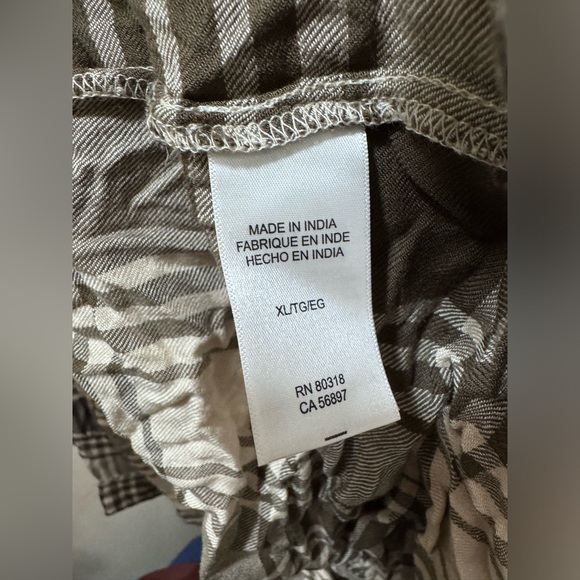 MADE IN INDIA
FABRIQUE EN INDE
HECHO EN INDIA
XL/TG/EG
RN 80318
CA 56897